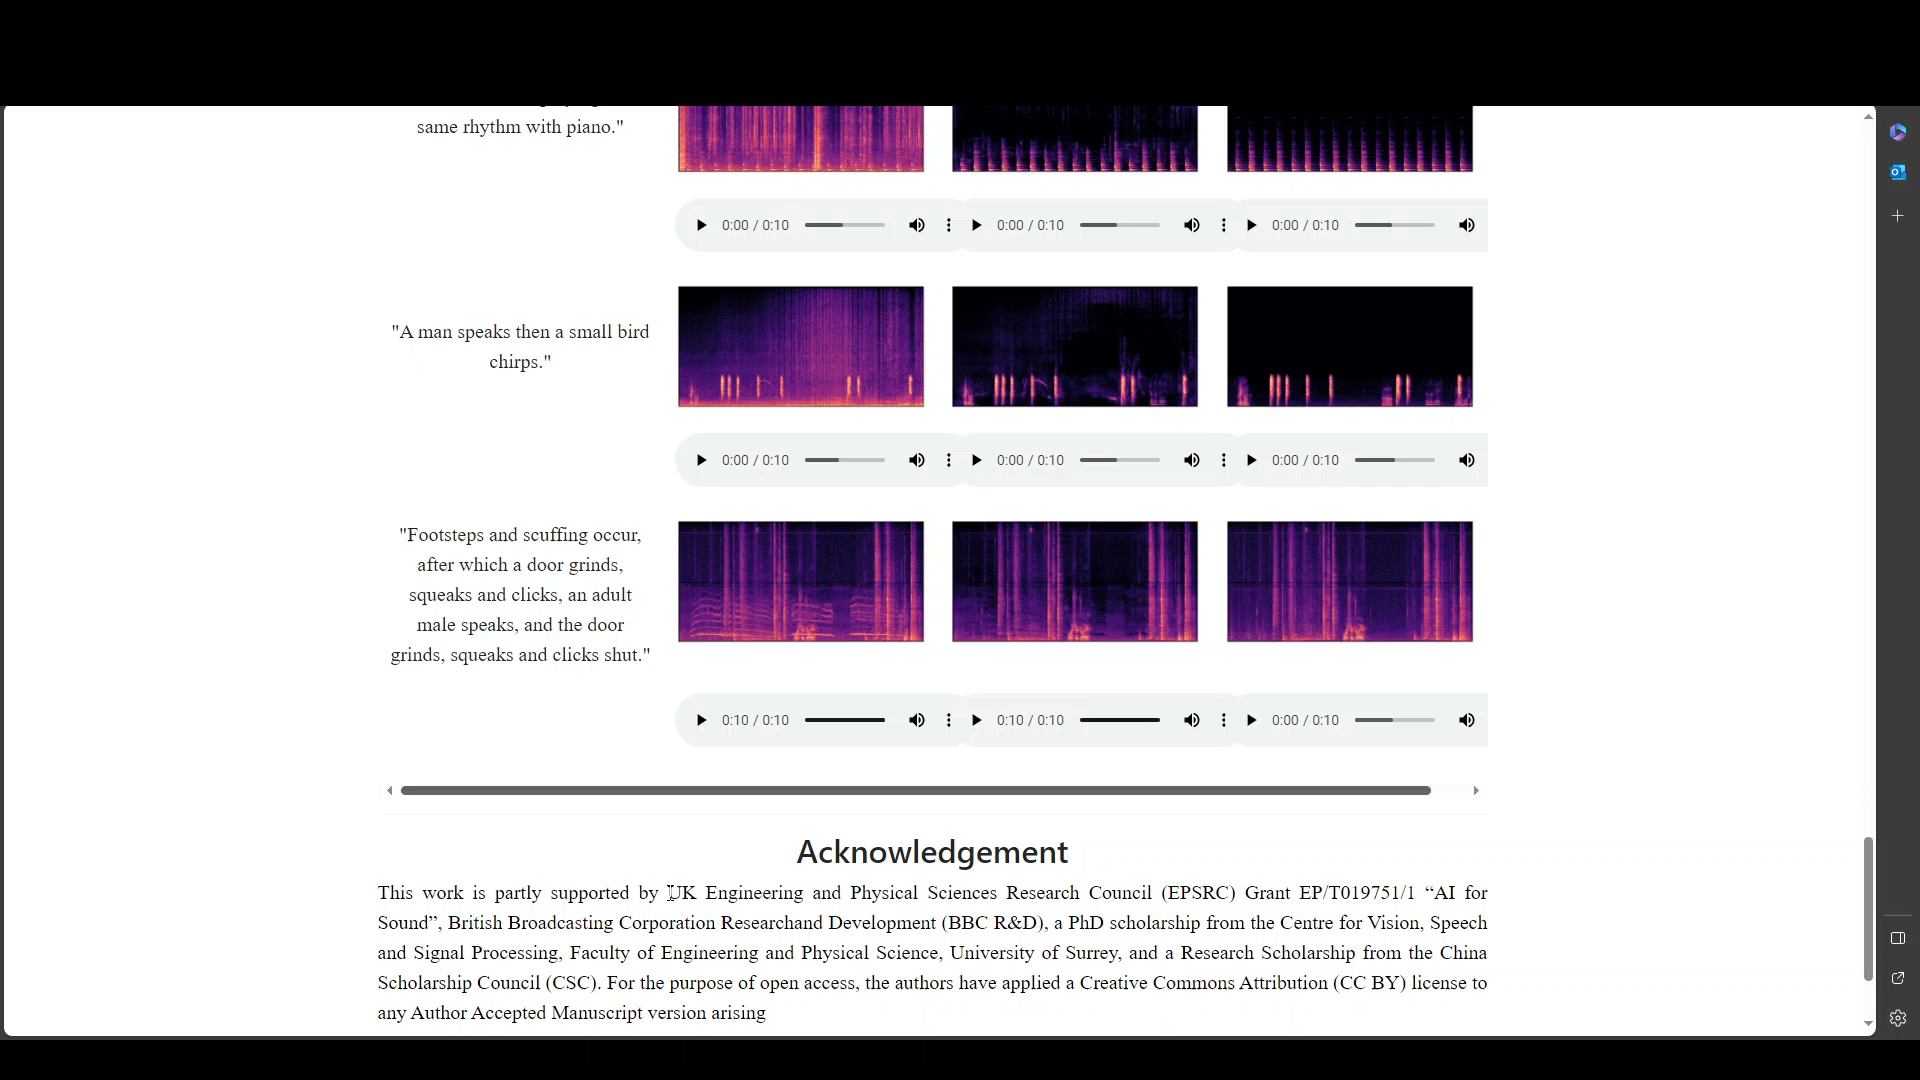 same rhythm with piano."
0:00 / 0:10 0:00 / 0:10 0:00 / 0:10
"A man speaks then a small bird
chirps."
0:00 / 0:10 0:00 / 0:10 0:00 / 0:10
"Footsteps and scuffing occur,
after which a door grinds,
squeaks and clicks, an adult
male speaks, and the door
grinds, squeaks and clicks shut."
0:10 / 0:10 0:10 / 0:10 0:00 / 0:10
Acknowledgement
This work is partly supported by UK Engineering and Physical Sciences Research Council (EPSRC) Grant EP/T019751/1 “AI for
Sound”, British Broadcasting Corporation Researchand Development (BBC R&D), a PhD scholarship from the Centre for Vision, Speech
and Signal Processing, Faculty of Engineering and Physical Science, University of Surrey, and a Research Scholarship from the China
Scholarship Council (CSC). For the purpose of open access, the authors have applied a Creative Commons Attribution (CC BY) license to
any Author Accepted Manuscript version arising